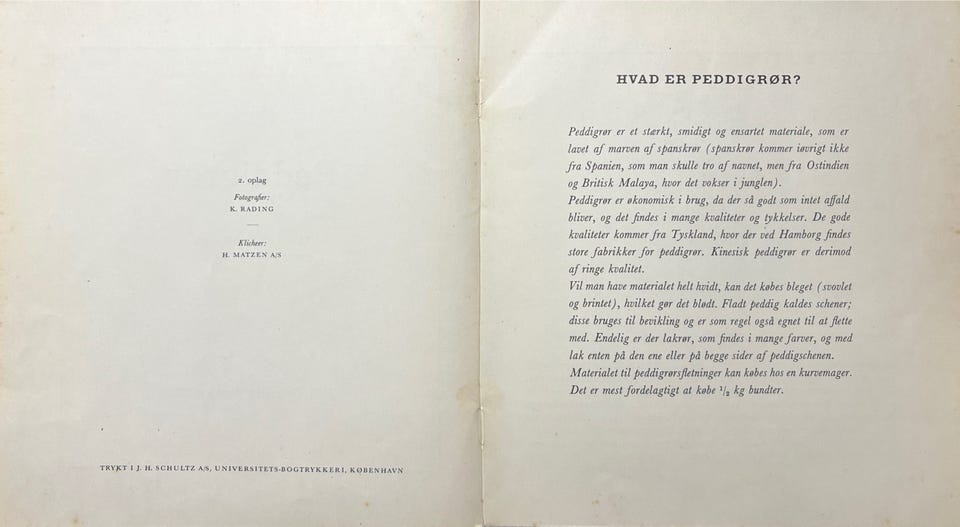 2. oplag
Fotografier:
K. RADING
Klicheer:
H. MATZEN A/S
TRYKT I J. H. SCHULTZ A/S, UNIVERSITETS-BOGTRYKKERI, KØBENHAVN
HVAD ER PEDDIGRØR?
Peddigrør er et stærkt, smidigt og ensartet materiale, som er
lavet af marven af spanskrør (spanskrør kommer iøvrigt ikke
fra Spanien, som man skulle tro af navnet, men fra Ostindien
og Britisk Malaya, hvor det vokser i junglen).
Peddigrør er økonomisk i brug, da der så godt som intet affald
bliver, og det findes i mange kvaliteter og tykkelser. De gode
kvaliteter kommer fra Tyskland, hvor der ved Hamborg findes
store fabrikker for peddigrør. Kinesisk peddigrør er derimod
af ringe kvalitet.
Vil man have materialet helt hvidt, kan det købes bleget (svovlet
og brintet), hvilket gør det blødt. Fladt peddig kaldes schener;
disse bruges til bevikling og er som regel også egnet til at flette
med. Endelig er der lakrør, som findes i mange farver, og med
lak enten på den ene eller på begge sider af peddigschenen.
Materialet til peddigrørsfletninger kan købes hos en kurvemager.
Det er mest fordelagtigt at købe ½ kg bundter.